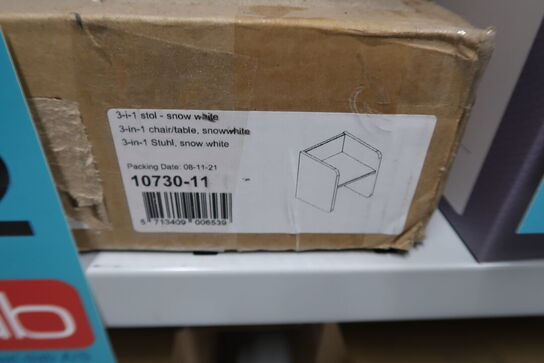 3-i-1 stol - snow white
3-in-1 chair/table, snowwhite
3-in-1 Stuhl, snow white
Packing Date: 08-11-21
10730-11
5 713409 006539
ab